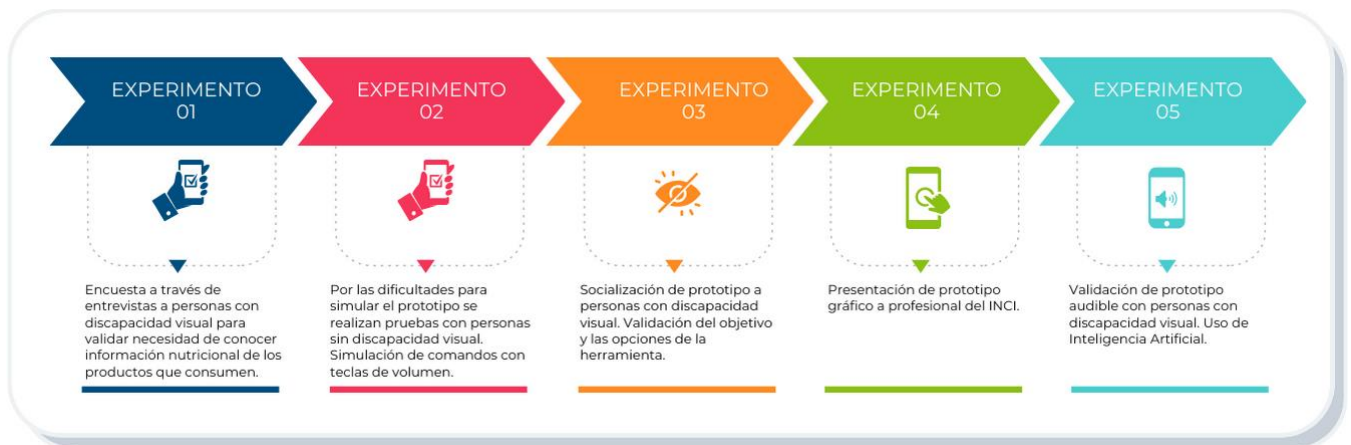 EXPERIMENTO
01
EXPERIMENTO
02
EXPERIMENTO
03
EXPERIMENTO
04
EXPERIMENTO
05
Encuesta a través de
entrevistas a personas con
discapacidad visual para
validar necesidad de conocer
información nutricional de los
productos que consumen.
Por las dificultades para
simular el prototipo se
realizan pruebas con personas
sin discapacidad visual.
Simulación de comandos con
teclas de volumen.
Socialización de prototipo a
personas con discapacidad
visual. Validación del objetivo
y las opciones de la
herramienta.
Presentación de prototipo
gráfico a profesional del INCI.
Validación de prototipo
audible con personas con
discapacidad visual. Uso de
Inteligencia Artificial.